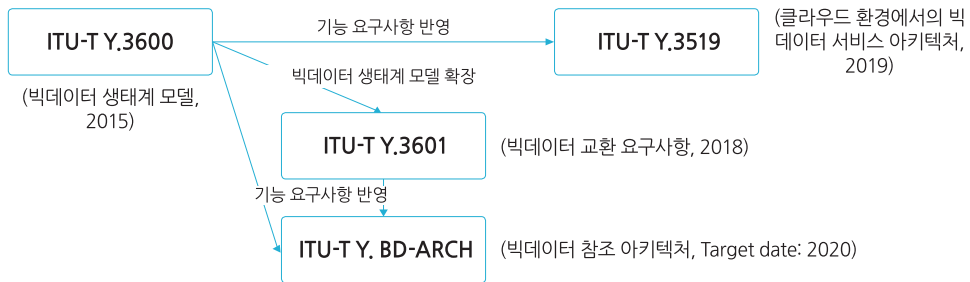 ITU-T Y.3600
기능 요구사항 반영
ITU-T Y.3519
(클라우드 환경에서의 빅
데이터 서비스 아키텍처,
2019)
(빅데이터 생태계 모델,
2015)
빅데이터 생태계 모델 확장
ITU-T Y.3601
(빅데이터 교환 요구사항, 2018)
기능 요구사항 반영
ITU-T Y. BD-ARCH
(빅데이터 참조 아키텍처, Target date: 2020)